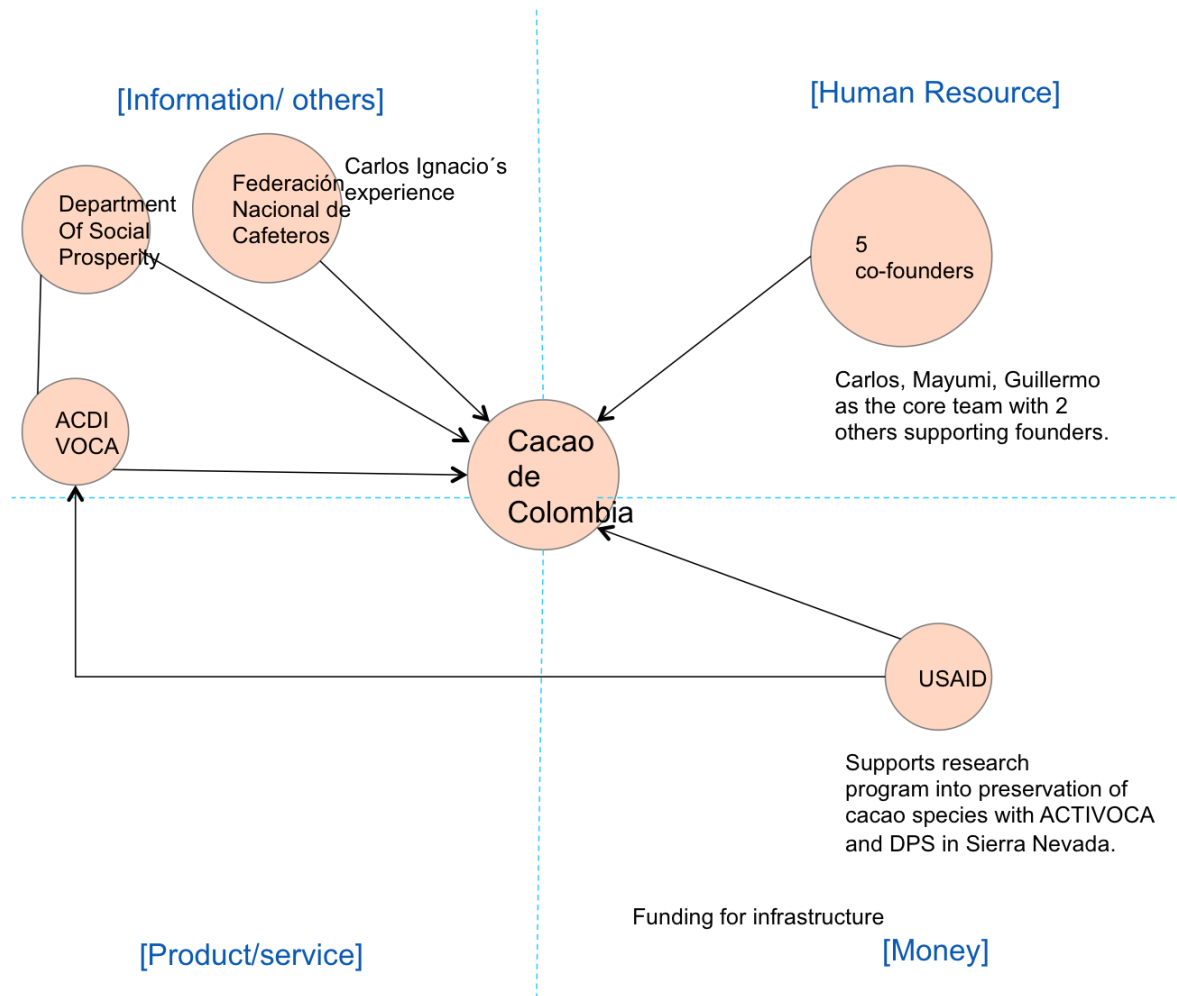 [Information/ others]
[Human Resource]
Carlos Ignacio´s
experience
Federación
Nacional de
Cafeteros
Department
Of Social
Prosperity
5
co-founders
Carlos, Mayumi, Guillermo
as the core team with 2
others supporting founders.
ACDI
VOCA
Cacao
de
Colombia
USAID
Supports research
program into preservation of
cacao species with ACTIVOCA
and DPS in Sierra Nevada.
Funding for infrastructure
[Product/service]
[Money]